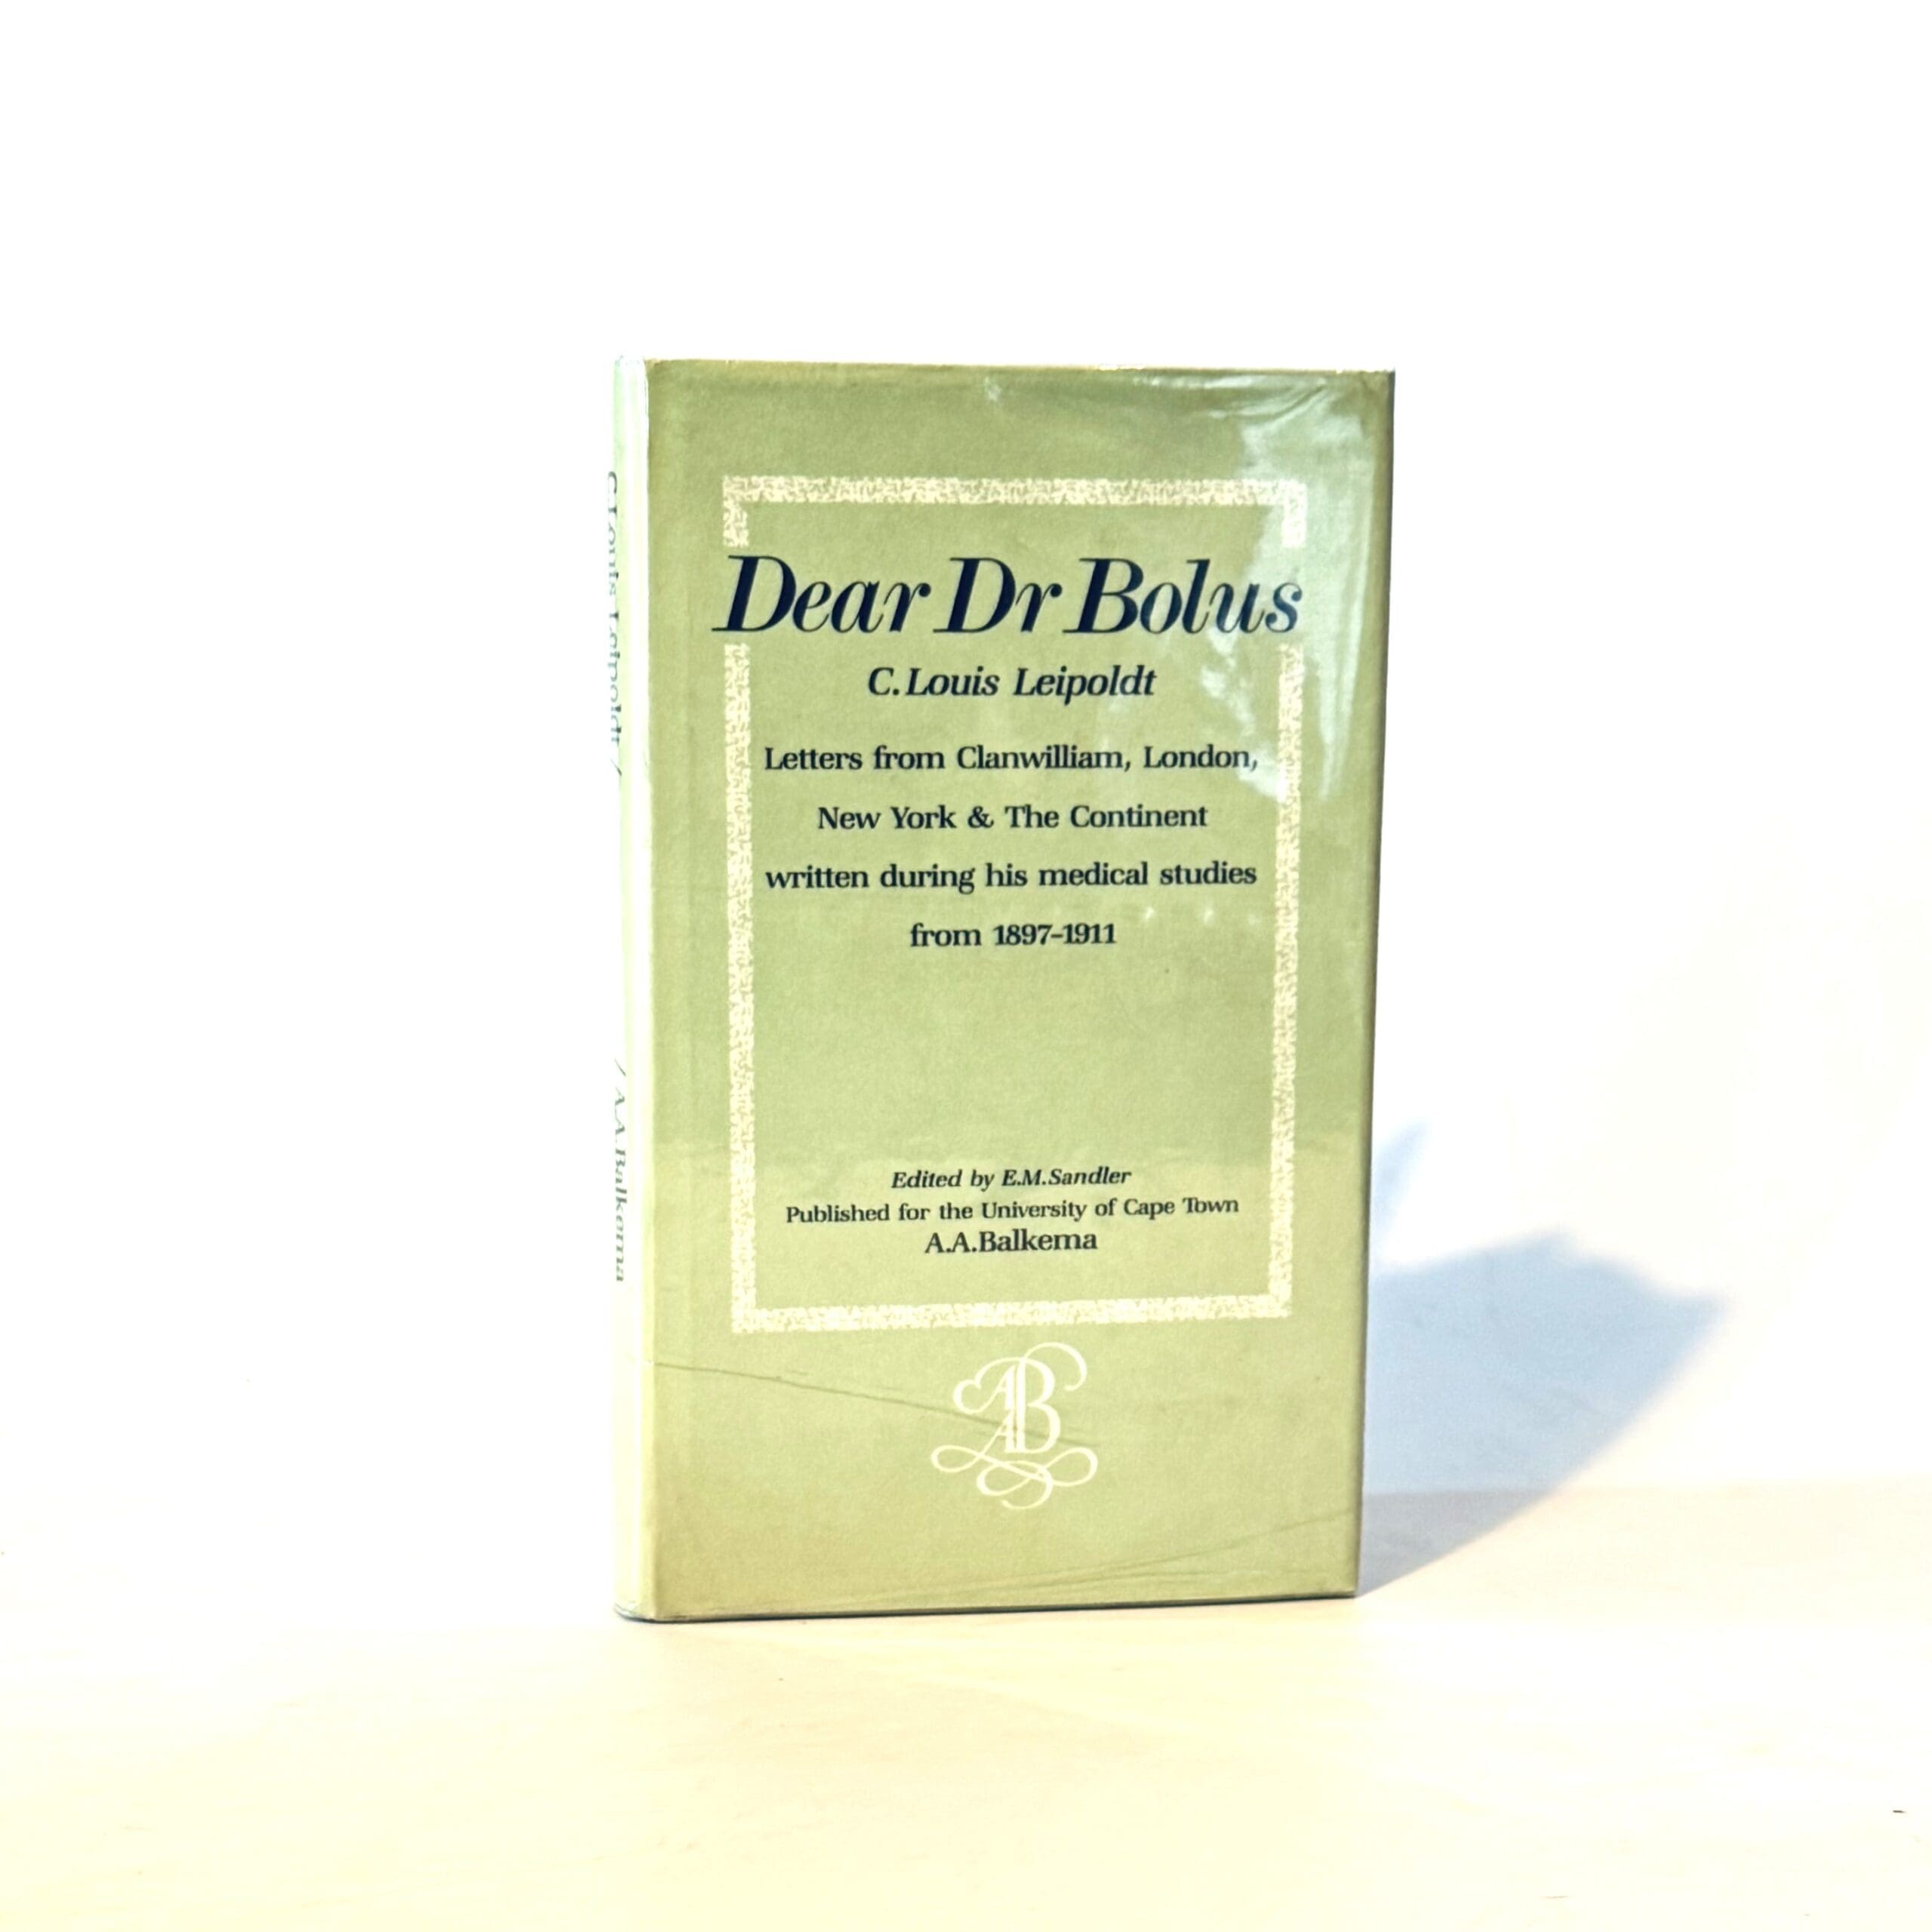 Dear Dr Bolus
C. Louis Leipoldt
Letters from Clanwilliam, London,
New York & The Continent
written during his medical studies
from 1897–1911
Edited by E.M.Sandler
Published for the University of Cape Town
A.A.Balkema
AAB
C.Louis Leipoldt /
/ A.A.Balkema